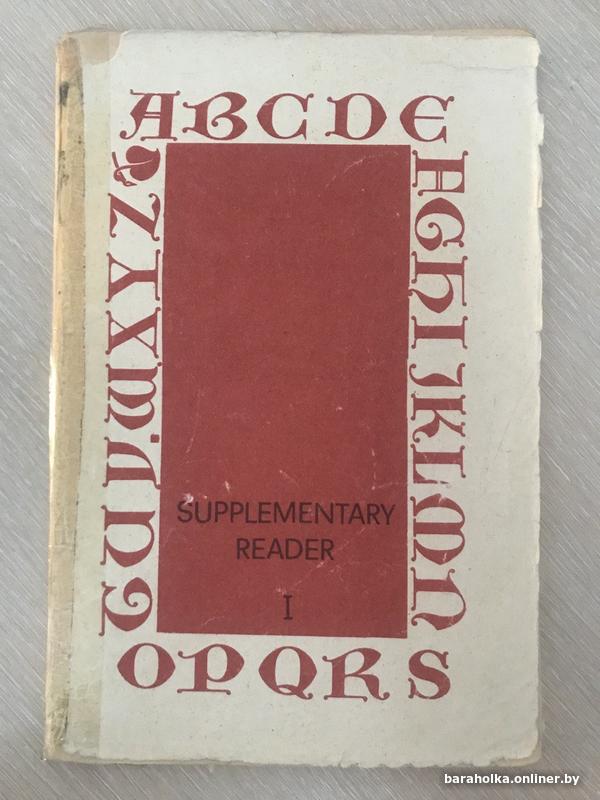 ABCDE
FGHIJKLMN
OPQRS
TUVWXYZ
SUPPLEMENTARY
READER
I
baraholka.onliner.by